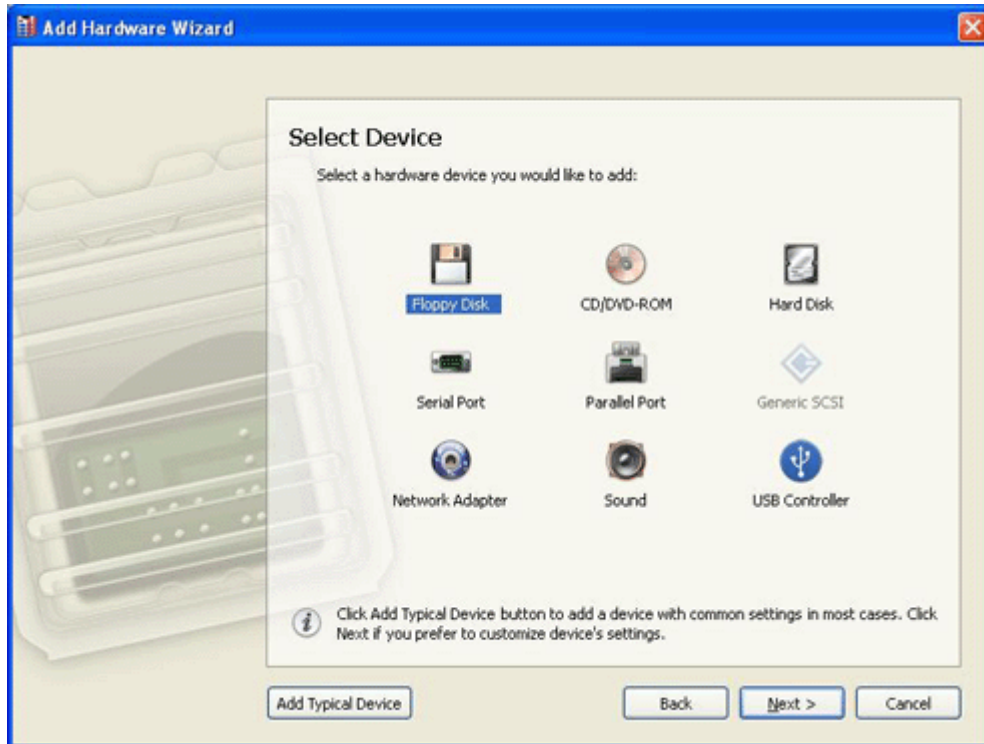 Add Hardware Wizard
Select Device
Select a hardware device you would like to add:
Floppy Disk
CD/DVD-ROM
Hard Disk
Serial Port
Parallel Port
Generic SCSI
Network Adapter
Sound
USB Controller
Click Add Typical Device button to add a device with common settings in most cases. Click
Next if you prefer to customize device's settings.
Add Typical Device
Back
Next >
Cancel